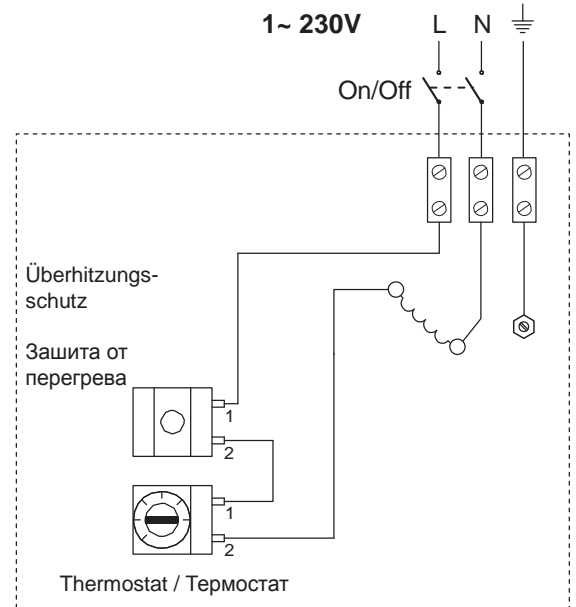 1~ 230V L N
On/Off
Überhitzungs-
schutz
Зашита от
перегрева
1
2
1
2
Thermostat / Термостат